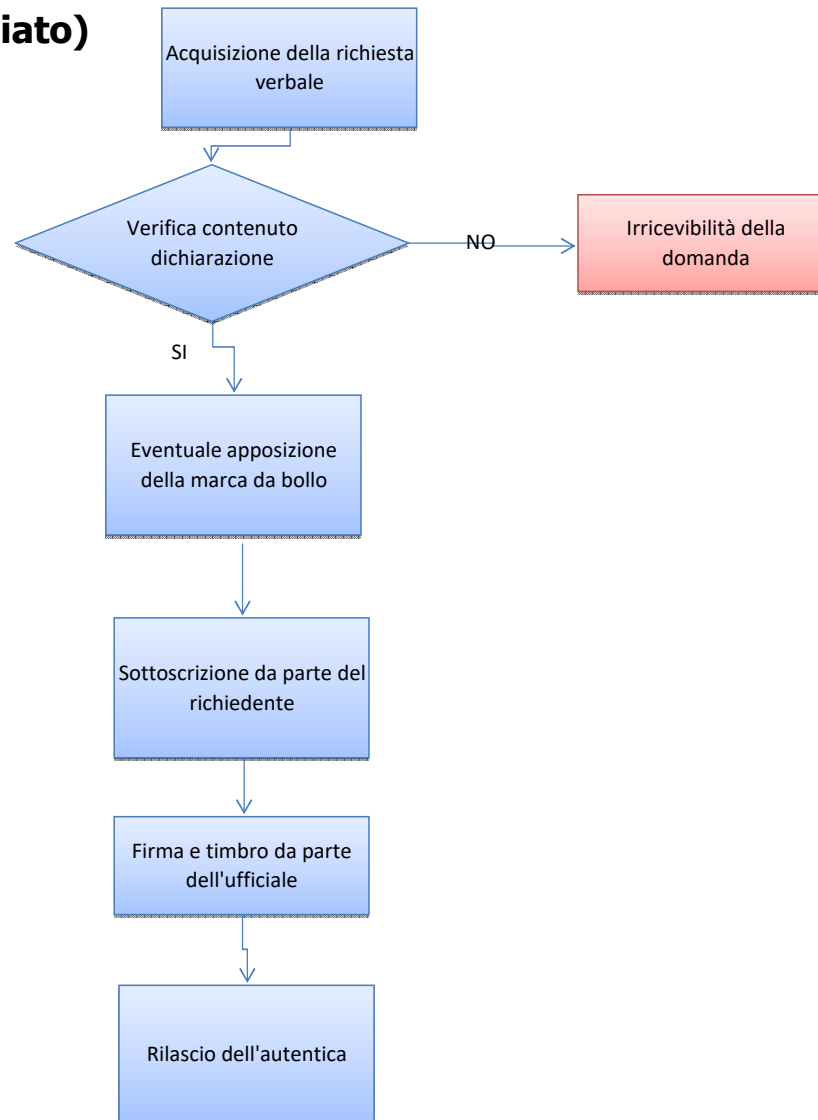 iato)
Acquisizione della richiesta
verbale
Verifica contenuto
dichiarazione
NO
Irricevibilità della
domanda
SI
Eventuale apposizione
della marca da bollo
Sottoscrizione da parte del
richiedente
Firma e timbro da parte
dell'ufficiale
Rilascio dell'autentica